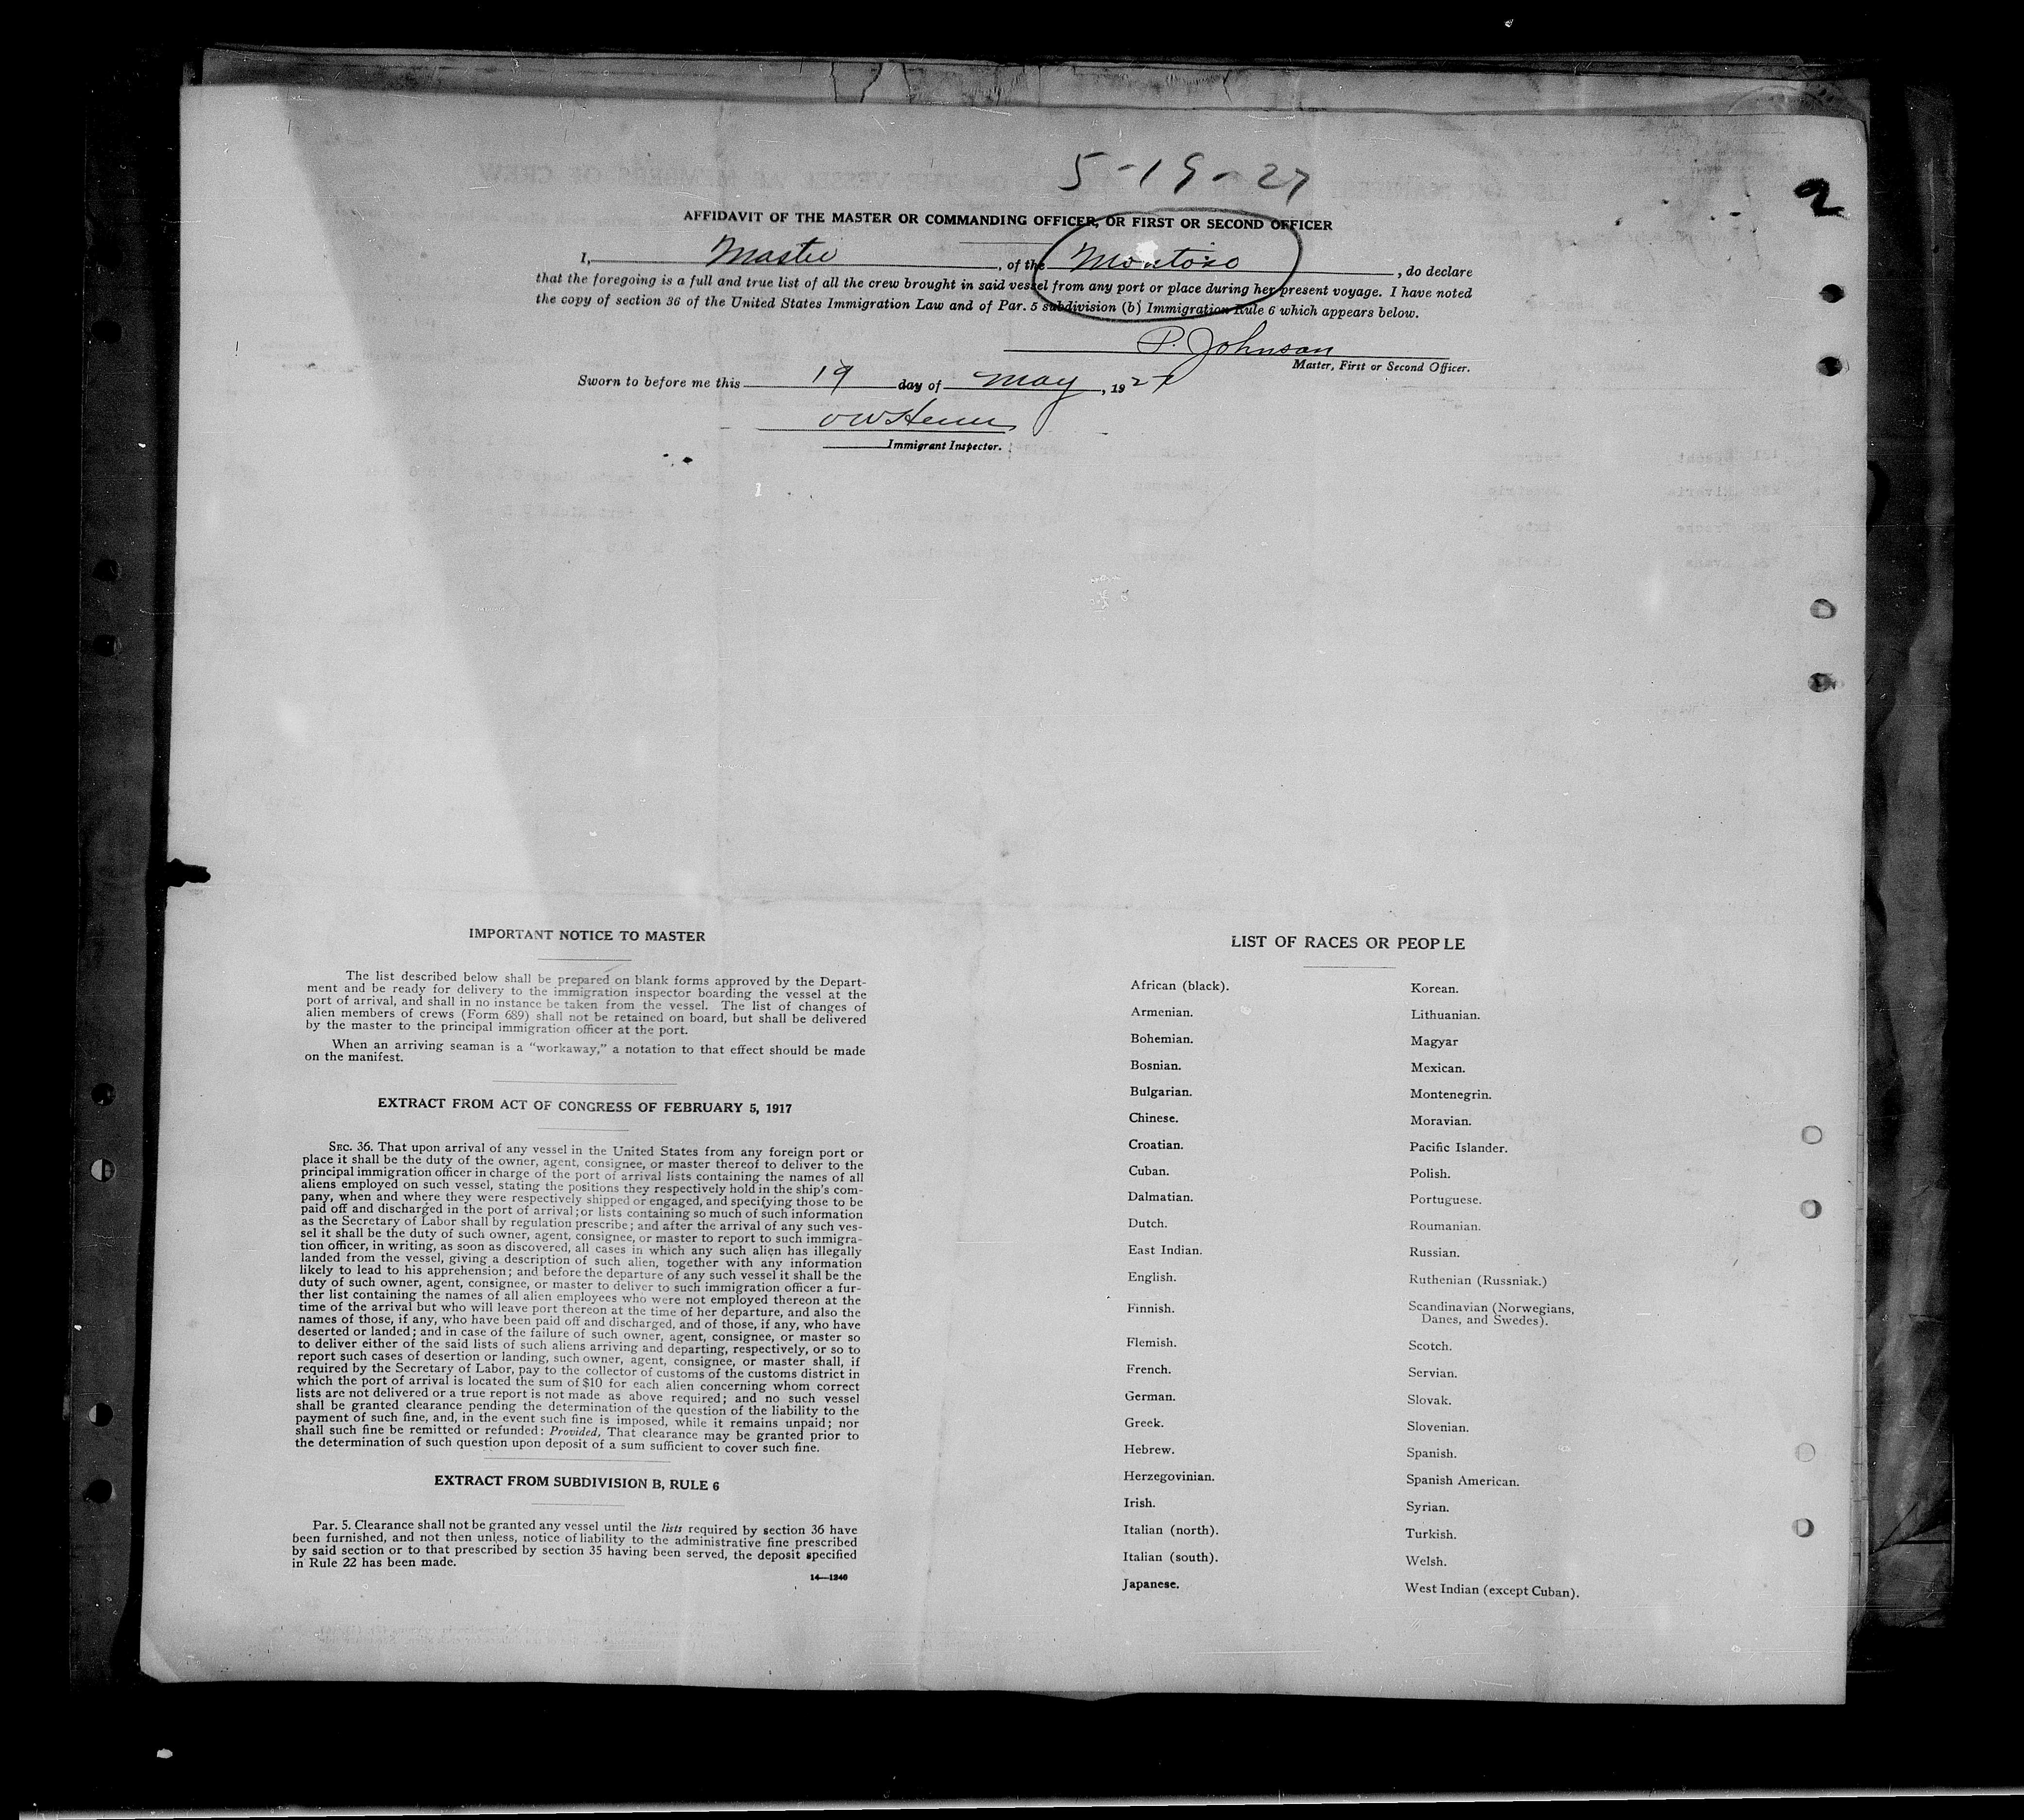 5-19-27
2
AFFIDAVIT OF THE MASTER OR COMMANDING OFFICER, OR FIRST OR SECOND OFFICER
I, Master, of the Montoso, do declare
that the foregoing is a full and true list of all the crew brought in said vessel from any port or place during her present voyage. I have noted
the copy of section 36 of the United States Immigration Law and of Par. 5 subdivision (b) Immigration Rule 6 which appears below.
P. Johnson
Master, First or Second Officer.
Sworn to before me this 19 day of May, 1927
Immigrant Inspector.
IMPORTANT NOTICE TO MASTER
The list described below shall be prepared on blank forms approved by the Depart-
ment and be ready for delivery to the immigration inspector boarding the vessel at the
port of arrival, and shall in no instance be taken from the vessel. The list of changes of
alien members of crews (Form 689) shall not be retained on board, but shall be delivered
by the master to the principal immigration officer at the port.
When an arriving seaman is a "workaway," a notation to that effect should be made
on the manifest.
EXTRACT FROM ACT OF CONGRESS OF FEBRUARY 5, 1917
SEC. 36. That upon arrival of any vessel in the United States from any foreign port or
place it shall be the duty of the owner, agent, consignee, or master thereof to deliver to the
principal immigration officer in charge of the port of arrival lists containing the names of all
aliens employed on such vessel, stating the positions they respectively hold in the ship's com-
pany, when and where they were respectively shipped or engaged, and specifying those to be
paid off and discharged in the port of arrival; or lists containing so much of such information
as the Secretary of Labor shall by regulation prescribe; and after the arrival of any such ves-
sel it shall be the duty of such owner, agent, consignee, or master to report to such immigra-
tion officer, in writing, as soon as discovered, all cases in which any such alien has illegally
landed from the vessel, giving a description of such alien, together with any information
likely to lead to his apprehension; and before the departure of any such vessel it shall be the
duty of such owner, agent, consignee, or master to deliver to such immigration officer a fur-
ther list containing the names of all alien employees who were not employed thereon at the
time of the arrival but who will leave port thereon at the time of her departure, and also the
names of those, if any, who have been paid off and discharged, and of those, if any, who have
deserted or landed; and in case of the failure of such owner, agent, consignee, or master so
to deliver either of the said lists of such aliens arriving and departing, respectively, or so to
report such cases of desertion or landing, such owner, agent, consignee, or master shall, if
required by the Secretary of Labor, pay to the collector of customs of the customs district in
which the port of arrival is located the sum of $10 for each alien concerning whom correct
lists are not delivered or a true report is not made as above required; and no such vessel
shall be granted clearance pending the determination of the question of the liability to the
payment of such fine, and, in the event such fine is imposed, while it remains unpaid; nor
shall such fine be remitted or refunded: Provided, That clearance may be granted prior to
the determination of such question upon deposit of a sum sufficient to cover such fine.
EXTRACT FROM SUBDIVISION B, RULE 6
Par. 5. Clearance shall not be granted any vessel until the lists required by section 36 have
been furnished, and not then unless, notice of liability to the administrative fine prescribed
by said section or to that prescribed by section 35 having been served, the deposit specified
in Rule 22 has been made.
14—1240
LIST OF RACES OR PEOPLE
African (black).
Armenian.
Bohemian.
Bosnian.
Bulgarian.
Chinese.
Croatian.
Cuban.
Dalmatian.
Dutch.
East Indian.
English.
Finnish.
Flemish.
French.
German.
Greek.
Hebrew.
Herzegovinian.
Irish.
Italian (north).
Italian (south).
Japanese.
Korean.
Lithuanian.
Magyar
Mexican.
Montenegrin.
Moravian.
Pacific Islander.
Polish.
Portuguese.
Roumanian.
Russian.
Ruthenian (Russniak.)
Scandinavian (Norwegians,
Danes, and Swedes).
Scotch.
Servian.
Slovak.
Slovenian.
Spanish.
Spanish American.
Syrian.
Turkish.
Welsh.
West Indian (except Cuban).